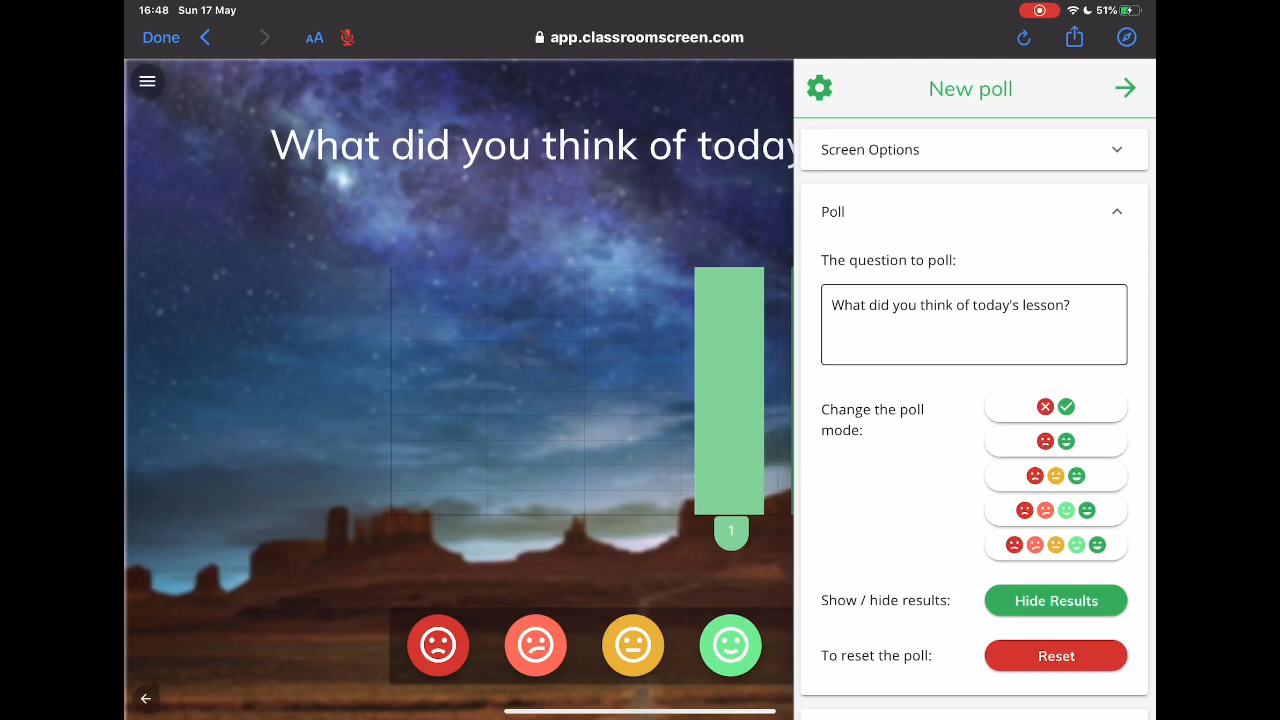 16:48 Sun 17 May
51%
Done
AA
app.classroomscreen.com
What did you think of today
1
New poll
Screen Options
Poll
The question to poll:
What did you think of today's lesson?
Change the poll
mode:
Show / hide results:
Hide Results
To reset the poll:
Reset